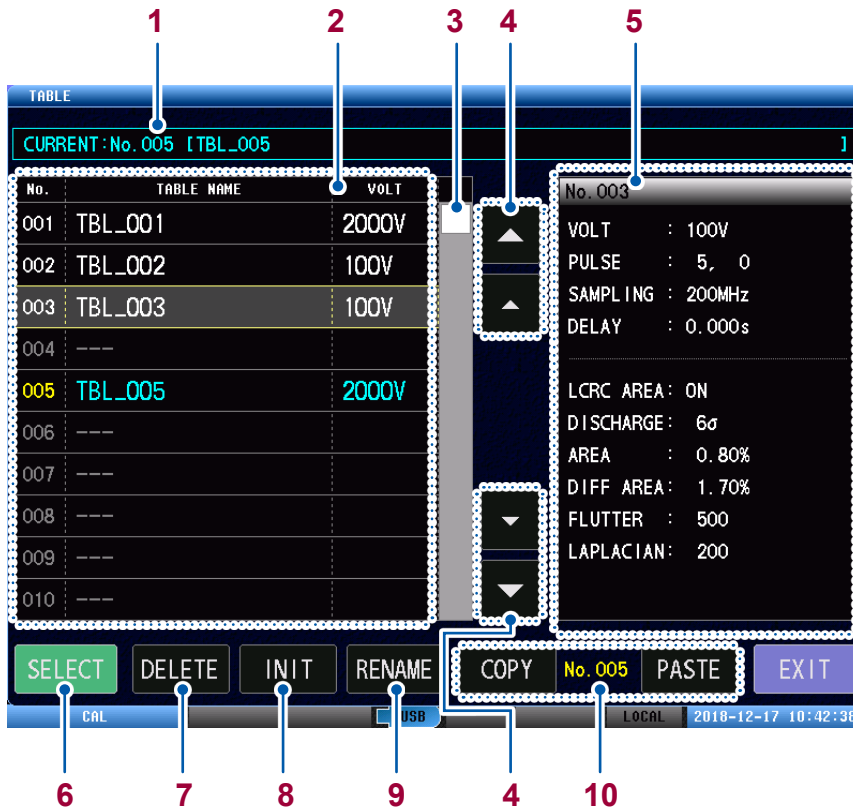 1 2 3 4 5
TABLE
CURRENT:No.005 [TBL_005 ]
No. TABLE NAME VOLT
001 TBL_001 2000V
002 TBL_002 100V
003 TBL_003 100V
004 ---
005 TBL_005 2000V
006 ---
007 ---
008 ---
009 ---
010 ---
No.003
VOLT : 100V
PULSE : 5, 0
SAMPLING : 200MHz
DELAY : 0.000s
LCRC AREA: ON
DISCHARGE: 6σ
AREA : 0.80%
DIFF AREA: 1.70%
FLUTTER : 500
LAPLACIAN: 200
SELECT DELETE INIT RENAME COPY No.005 PASTE EXIT
CAL USB LOCAL 2018-12-17 10:42:38
6 7 8 9 4 10